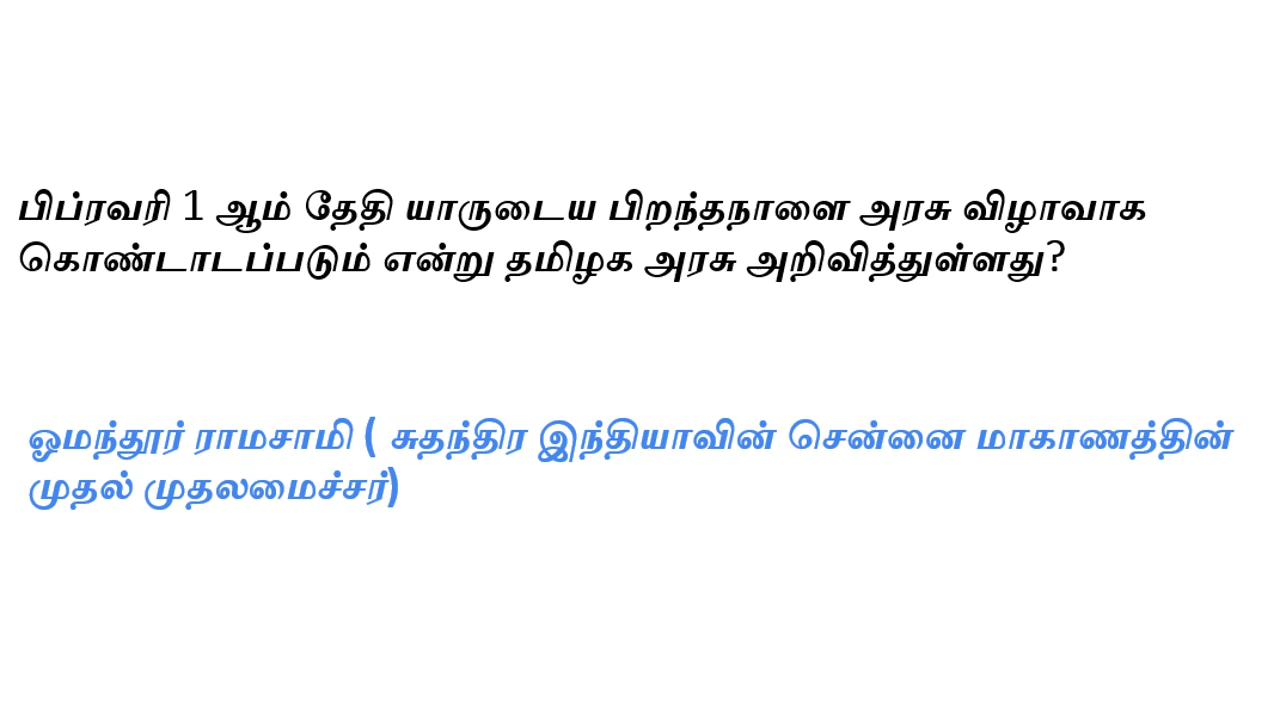 பிப்ரவரி 1 ஆம் தேதி யாருடைய பிறந்தநாளை அரசு விழாவாக
கொண்டாடப்படும் என்று தமிழக அரசு அறிவித்துள்ளது?
ஓமந்தூர் ராமசாமி ( சுதந்திர இந்தியாவின் சென்னை மாகாணத்தின்
முதல் முதலமைச்சர்)